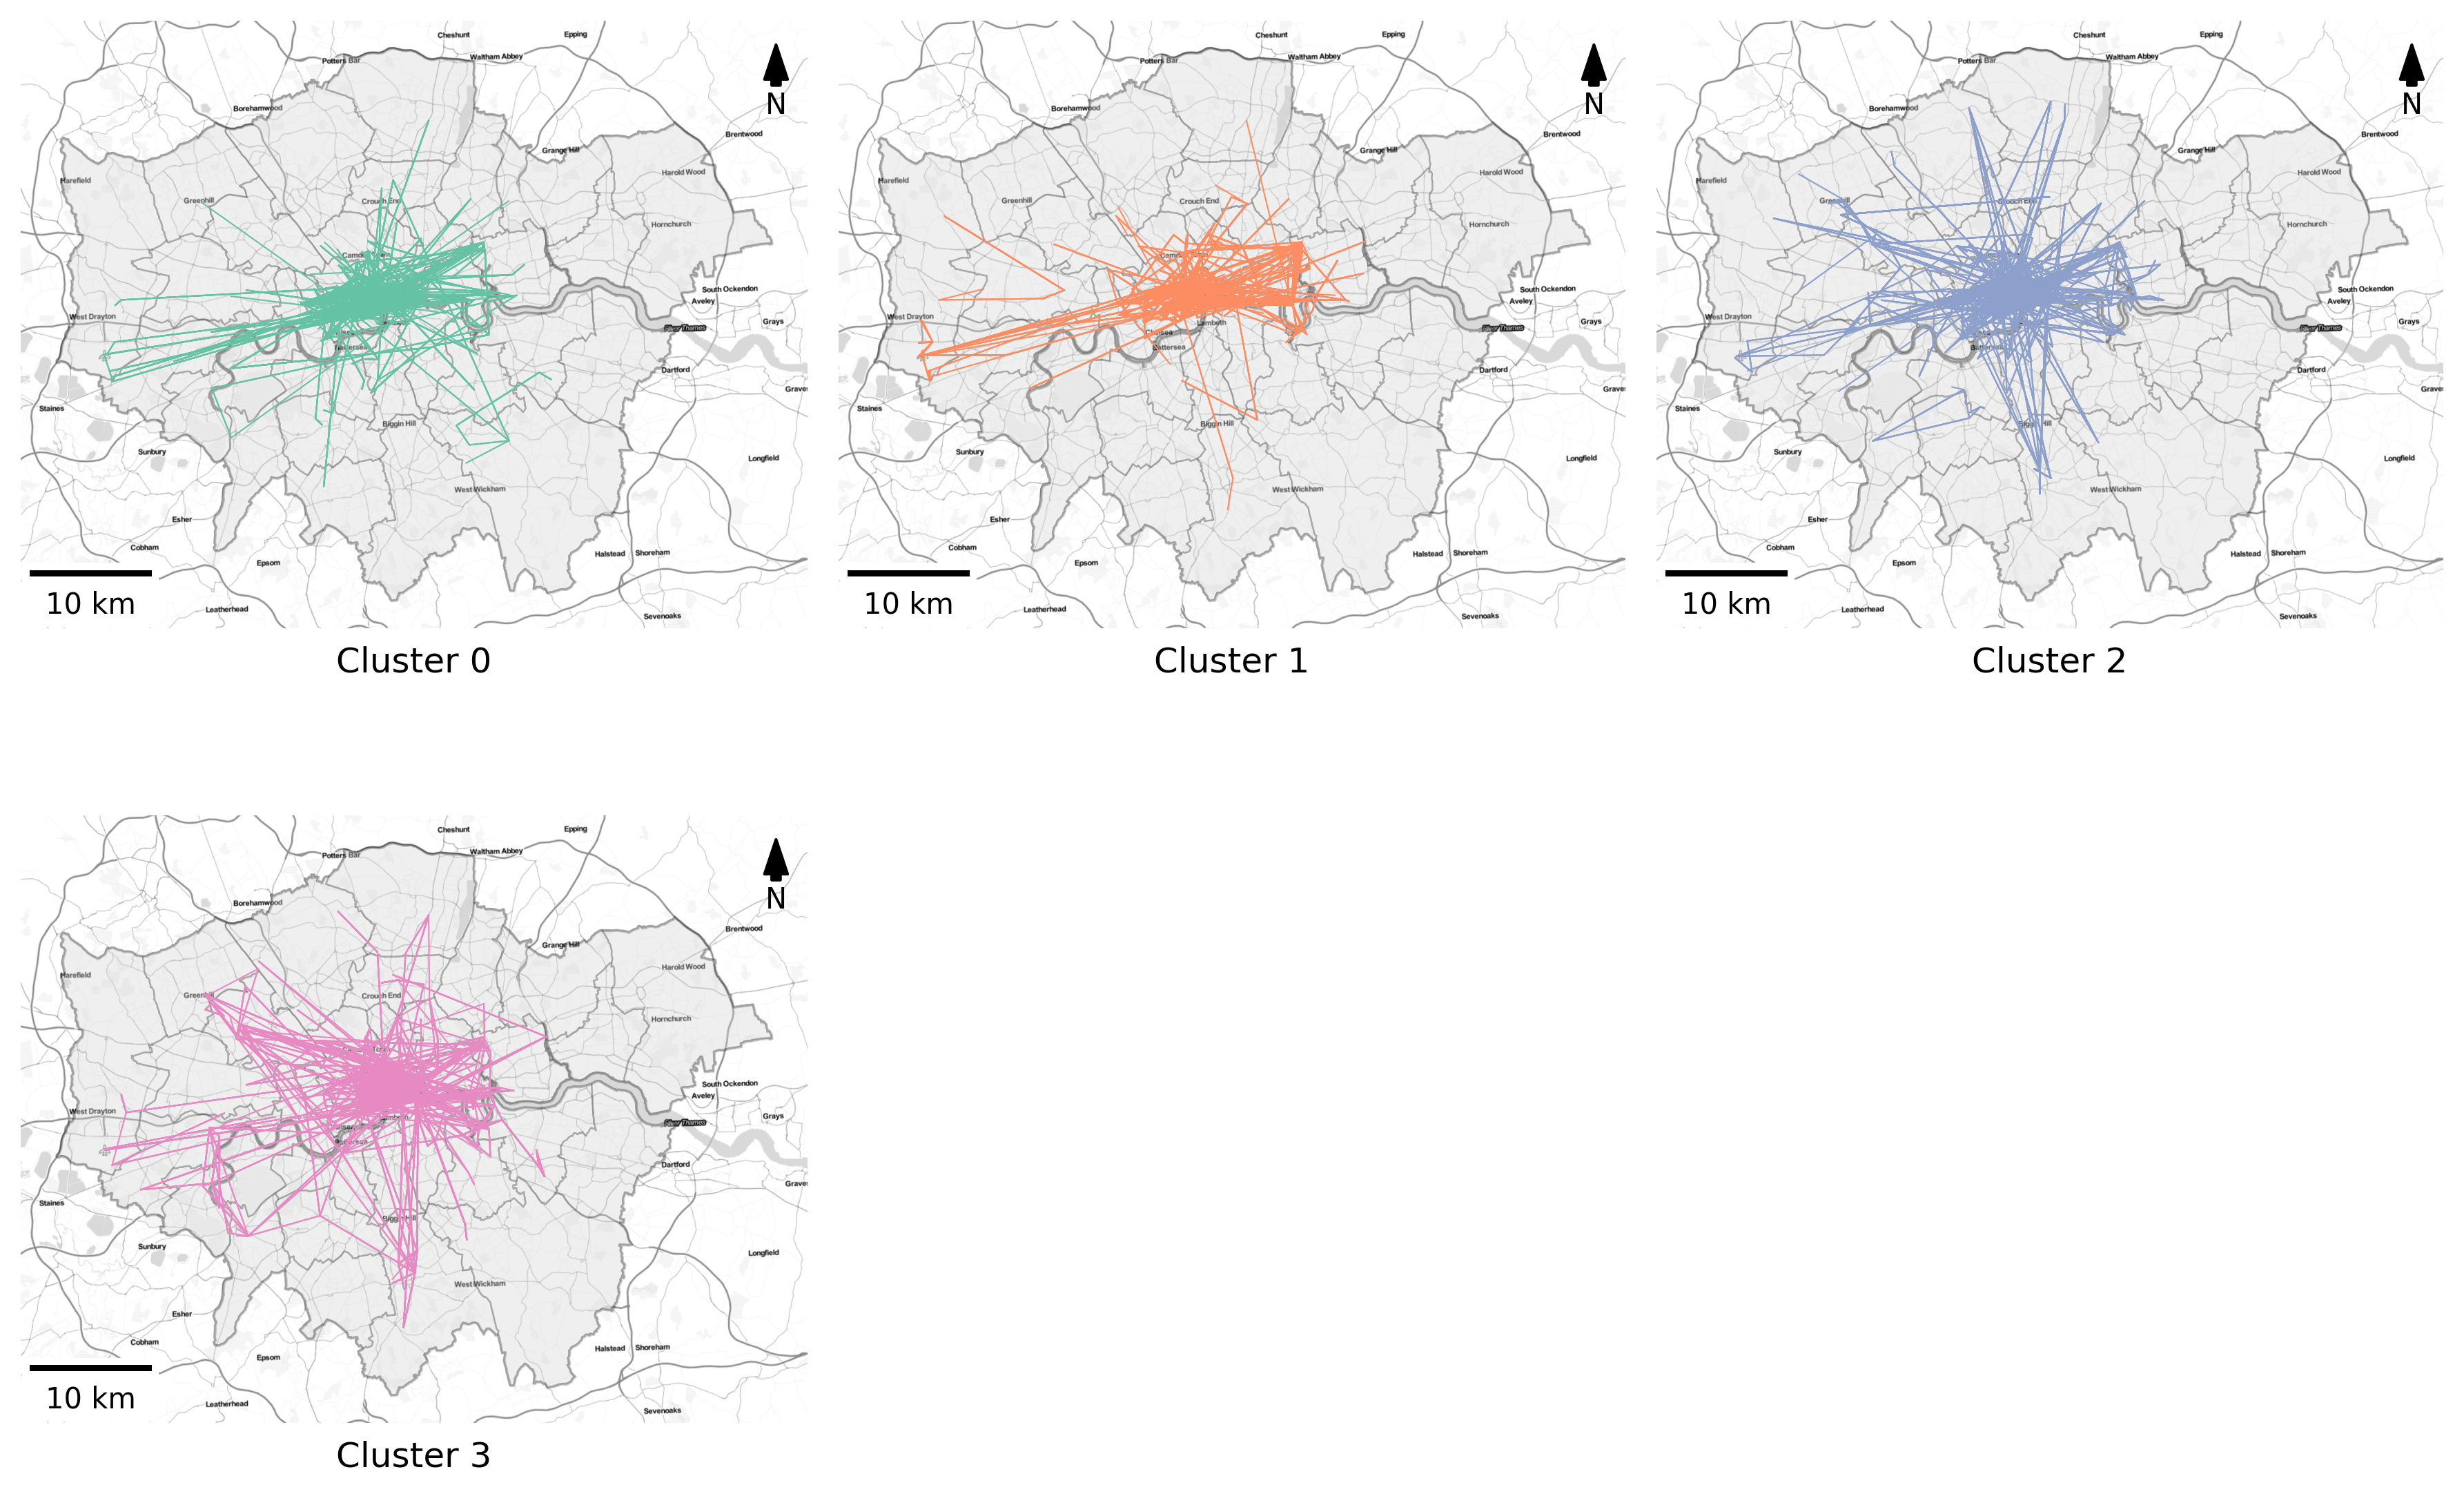 Cheshunt
Epping
Potters Bar
Waltham Abbey
N
Borehamwood
Brentwood
Grange Hill
Harefield
Harold Wood
Greenhill
Crouch End
Hornchurch
South Ockendon
Aveley
West Drayton
Grays
River Thames
Battersea
Dartford
Staines
Biggin Hill
Sunbury
Longfield
West Wickham
Esher
Cobham
Halstead
Shoreham
Epsom
10 km
Leatherhead
Sevenoaks
Cluster 0
Cheshunt
Epping
Potters Bar
Waltham Abbey
N
Borehamwood
Brentwood
Grange Hill
Harefield
Harold Wood
Greenhill
Crouch End
Hornchurch
South Ockendon
Aveley
West Drayton
Grays
Lambeth
River Thames
Chelsea
Battersea
Dartford
Staines
Biggin Hill
Sunbury
Longfield
West Wickham
Esher
Cobham
Halstead
Shoreham
Epsom
10 km
Leatherhead
Sevenoaks
Cluster 1
Cheshunt
Epping
Potters Bar
Waltham Abbey
N
Borehamwood
Brentwood
Grange Hill
Harefield
Harold Wood
Greenhill
Crouch End
Hornchurch
South Ockendon
Aveley
West Drayton
Grays
River Thames
Dartford
Staines
Biggin Hill
Sunbury
Longfield
West Wickham
Esher
Cobham
Halstead
Shoreham
Epsom
10 km
Leatherhead
Sevenoaks
Cluster 2
Cheshunt
Epping
Potters Bar
Waltham Abbey
N
Borehamwood
Brentwood
Grange Hill
Harefield
Harold Wood
Greenhill
Crouch End
Hornchurch
South Ockendon
Aveley
West Drayton
Grays
River Thames
Dartford
Staines
Biggin Hill
Sunbury
Longfield
West Wickham
Esher
Cobham
Halstead
Shoreham
Epsom
10 km
Leatherhead
Sevenoaks
Cluster 3